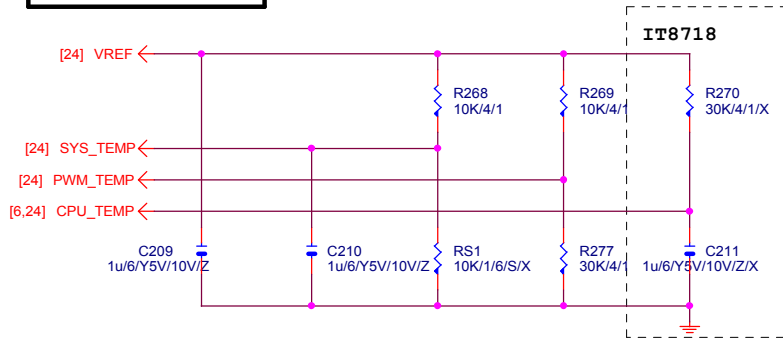 IT8718
[24] VREF
R268
10K/4/1
R269
10K/4/1
R270
30K/4/1/X
[24] SYS_TEMP
[24] PWM_TEMP
[6,24] CPU_TEMP
C209
1u/6/Y5V/10V/Z
C210
1u/6/Y5V/10V/Z
RS1
10K/1/6/S/X
R277
30K/4/1
C211
1u/6/Y5V/10V/Z/X